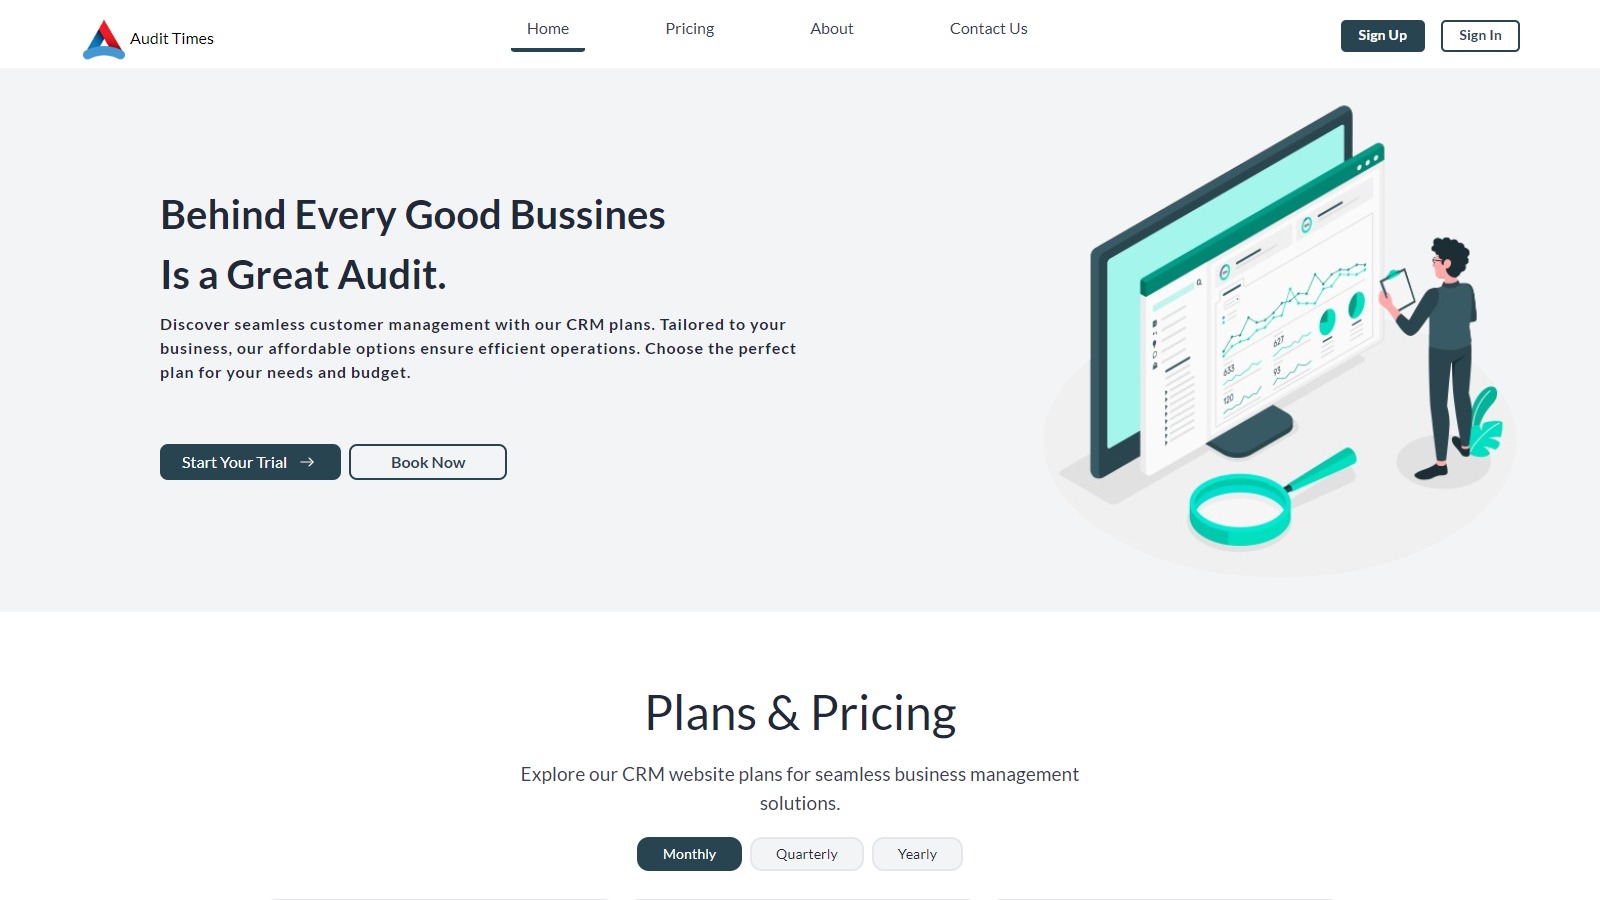 Audit Times
Home
Pricing
About
Contact Us
Sign Up
Sign In
Behind Every Good Bussines
Is a Great Audit.
Discover seamless customer management with our CRM plans. Tailored to your
business, our affordable options ensure efficient operations. Choose the perfect
plan for your needs and budget.
Start Your Trial
Book Now
633
627
120
93
Plans & Pricing
Explore our CRM website plans for seamless business management
solutions.
Monthly
Quarterly
Yearly